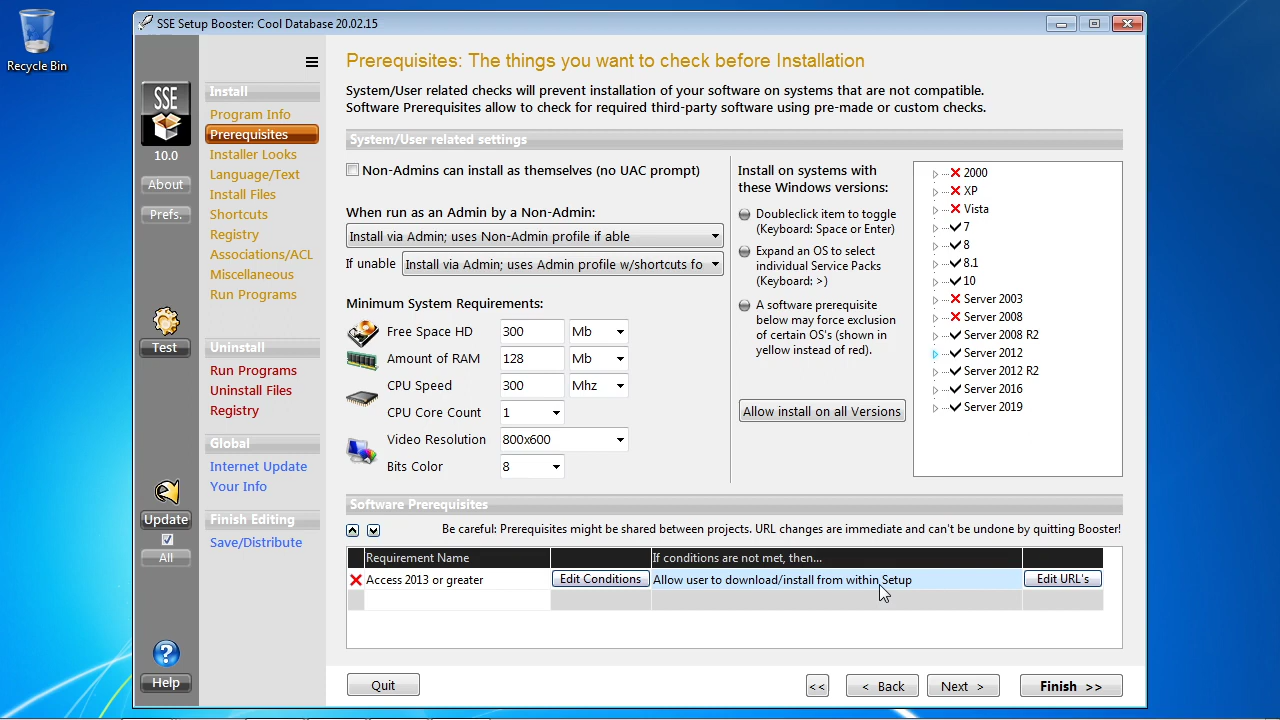 Recycle Bin
SSE Setup Booster: Cool Database 20.02.15
SSE
10.0
About
Prefs.
Test
Update
All
Help
Install
Program Info
Prerequisites
Installer Looks
Language/Text
Install Files
Shortcuts
Registry
Associations/ACL
Miscellaneous
Run Programs
Uninstall
Run Programs
Uninstall Files
Registry
Global
Internet Update
Your Info
Finish Editing
Save/Distribute
Prerequisites: The things you want to check before Installation
System/User related checks will prevent installation of your software on systems that are not compatible.
Software Prerequisites allow to check for required third-party software using pre-made or custom checks.
System/User related settings
Non-Admins can install as themselves (no UAC prompt)
When run as an Admin by a Non-Admin:
Install via Admin; uses Non-Admin profile if able
If unable Install via Admin; uses Admin profile w/shortcuts fo
Minimum System Requirements:
Free Space HD 300 Mb
Amount of RAM 128 Mb
CPU Speed 300 Mhz
CPU Core Count 1
Video Resolution 800x600
Bits Color 8
Install on systems with
these Windows versions:
Doubleclick item to toggle
(Keyboard: Space or Enter)
Expand an OS to select
individual Service Packs
(Keyboard: >)
A software prerequisite
below may force exclusion
of certain OS's (shown in
yellow instead of red).
Allow install on all Versions
2000
XP
Vista
7
8
8.1
10
Server 2003
Server 2008
Server 2008 R2
Server 2012
Server 2012 R2
Server 2016
Server 2019
Software Prerequisites
Be careful: Prerequisites might be shared between projects. URL changes are immediate and can't be undone by quitting Booster!
Requirement Name If conditions are not met, then...
Access 2013 or greater Edit Conditions Allow user to download/install from within Setup Edit URL's
Quit << < Back Next > Finish >>